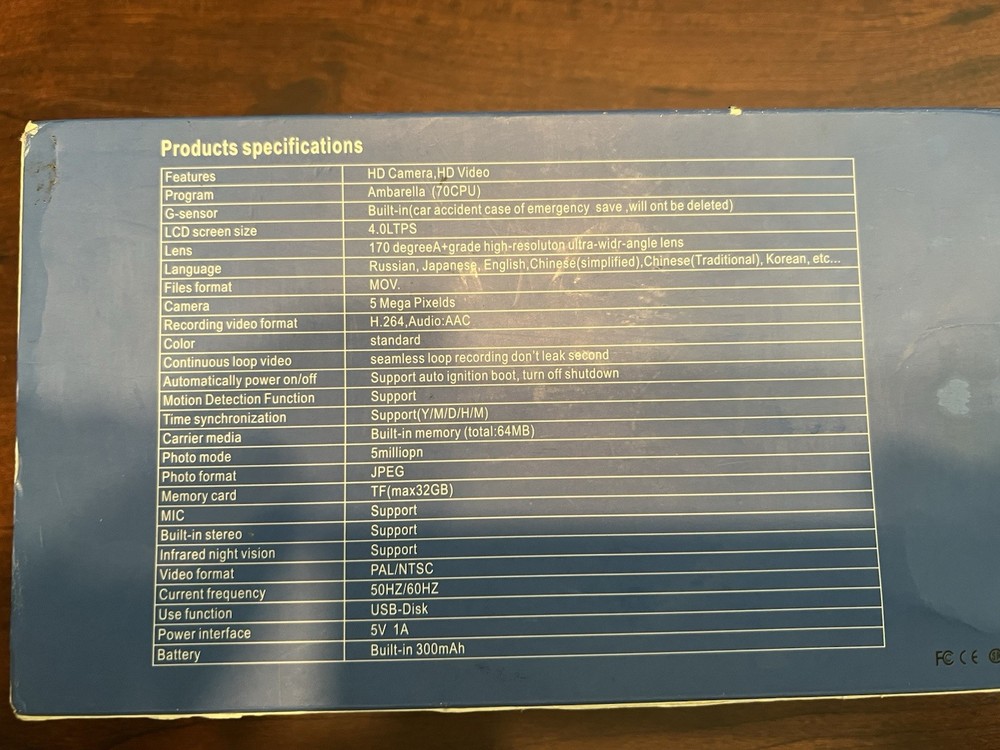 Products specifications
Features HD Camera,HD Video
Program Ambarella (70CPU)
G-sensor Built-in(car accident case of emergency save ,will ont be deleted)
LCD screen size 4.0LTPS
Lens 170 degreeA+grade high-resoluton ultra-widr-angle lens
Language Russian, Japanese, English,Chinese(simplified),Chinese(Traditional), Korean, etc...
Files format MOV.
Camera 5 Mega Pixelds
Recording video format H.264,Audio:AAC
Color standard
Continuous loop video seamless loop recording don't leak second
Automatically power on/off Support auto ignition boot, turn off shutdown
Motion Detection Function Support
Time synchronization Support(Y/M/D/H/M)
Carrier media Built-in memory (total:64MB)
Photo mode 5milliopn
Photo format JPEG
Memory card TF(max32GB)
MIC Support
Built-in stereo Support
Infrared night vision Support
Video format PAL/NTSC
Current frequency 50HZ/60HZ
Use function USB-Disk
Power interface 5V 1A
Battery Built-in 300mAh
FC CE